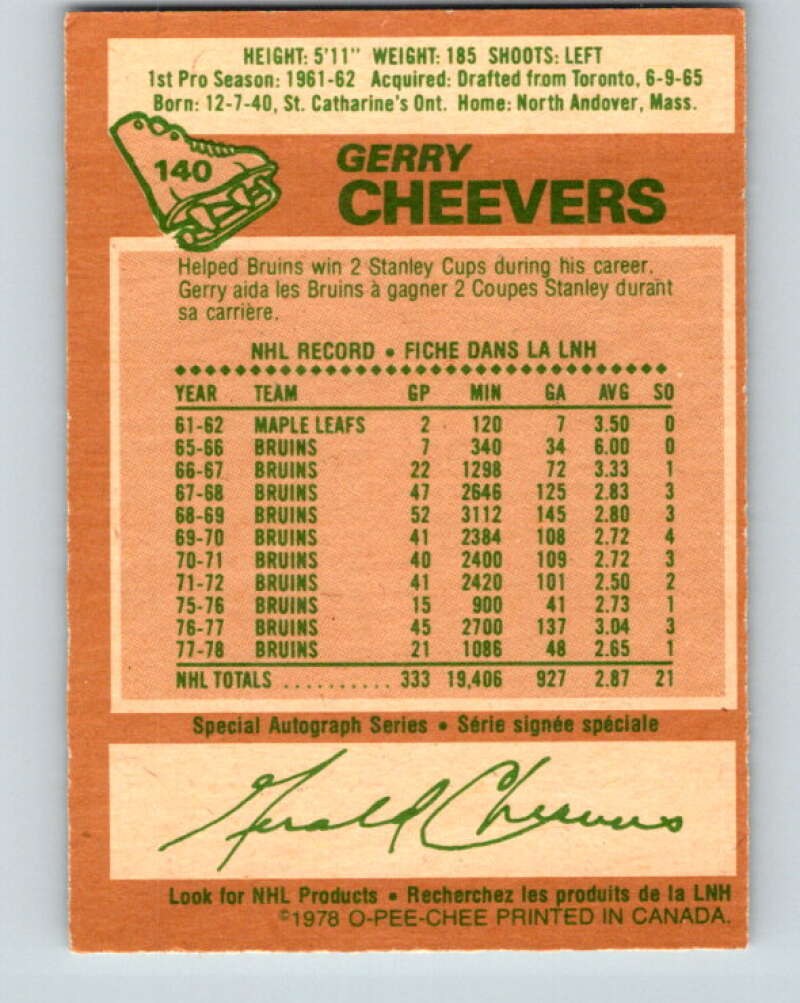 HEIGHT: 5'11" WEIGHT: 185 SHOOTS: LEFT
1st Pro Season: 1961-62 Acquired: Drafted from Toronto, 6-9-65
Born: 12-7-40, St. Catharine's Ont. Home: North Andover, Mass.
140
GERRY
CHEEVERS
Helped Bruins win 2 Stanley Cups during his career.
Gerry aida les Bruins à gagner 2 Coupes Stanley durant
sa carrière.
NHL RECORD • FICHE DANS LA LNH
YEAR TEAM GP MIN GA AVG SO
61-62 MAPLE LEAFS 2 120 7 3.50 0
65-66 BRUINS 7 340 34 6.00 0
66-67 BRUINS 22 1298 72 3.33 1
67-68 BRUINS 47 2646 125 2.83 3
68-69 BRUINS 52 3112 145 2.80 3
69-70 BRUINS 41 2384 108 2.72 4
70-71 BRUINS 40 2400 109 2.72 3
71-72 BRUINS 41 2420 101 2.50 2
75-76 BRUINS 15 900 41 2.73 1
76-77 BRUINS 45 2700 137 3.04 3
77-78 BRUINS 21 1086 48 2.65 1
NHL TOTALS .......... 333 19,406 927 2.87 21
Special Autograph Series • Série signée spéciale
Gerald Cheevers
Look for NHL Products • Recherchez les produits de la LNH
©1978 O-PEE-CHEE PRINTED IN CANADA.